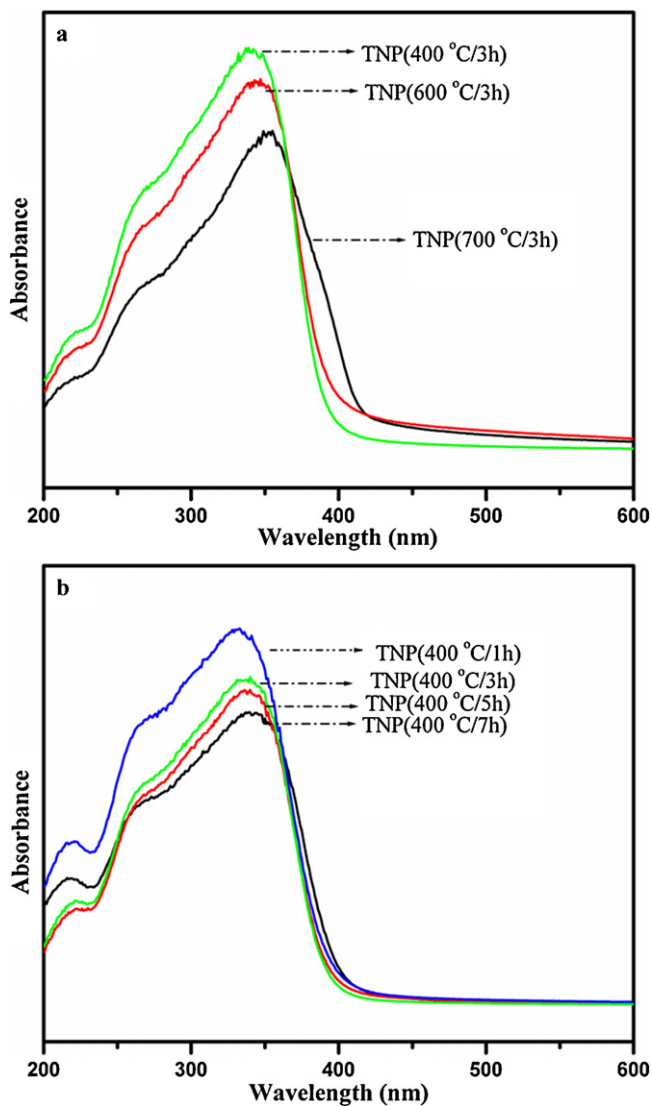 a
TNP(400 °C/3h)
TNP(600 °C/3h)
TNP(700 °C/3h)
Absorbance
200 300 400 500 600
Wavelength (nm)
b
TNP(400 °C/1h)
TNP(400 °C/3h)
TNP(400 °C/5h)
TNP(400 °C/7h)
Absorbance
200 300 400 500 600
Wavelength (nm)